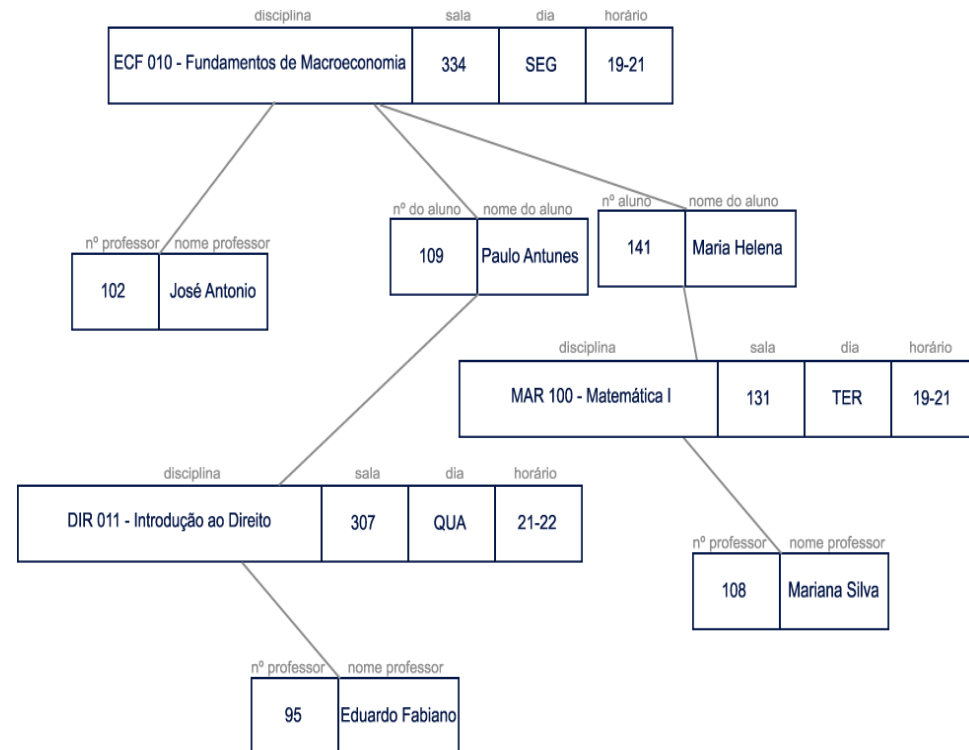 disciplina sala dia horário
ECF 010 - Fundamentos de Macroeconomia 334 SEG 19-21
nº do aluno nome do aluno
nº aluno nome do aluno
109 Paulo Antunes
141 Maria Helena
nº professor nome professor
102 José Antonio
disciplina sala dia horário
MAR 100 - Matemática I 131 TER 19-21
disciplina sala dia horário
DIR 011 - Introdução ao Direito 307 QUA 21-22
nº professor nome professor
108 Mariana Silva
nº professor nome professor
95 Eduardo Fabiano